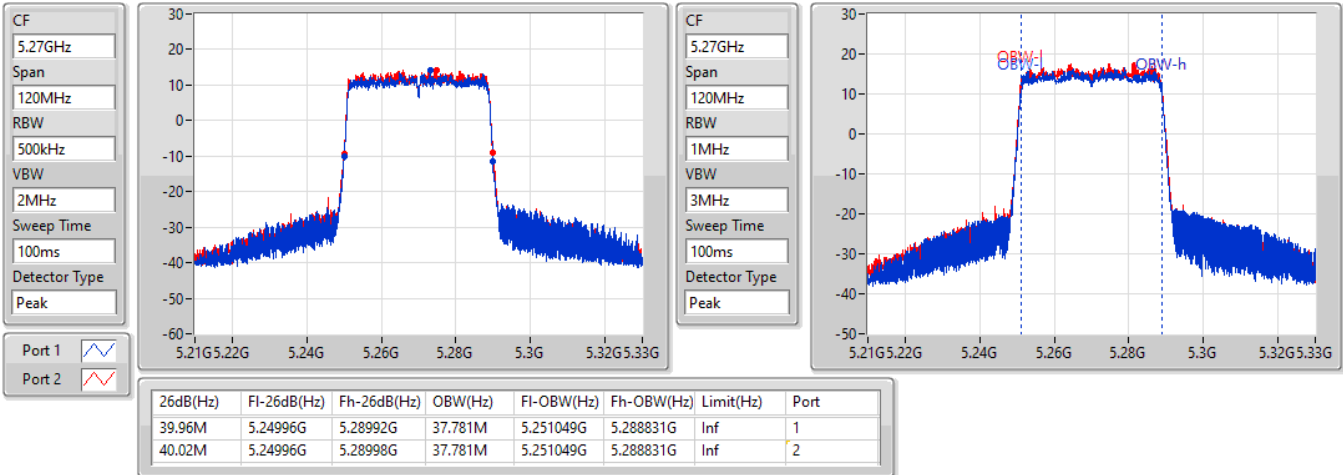 CF
5.27GHz
Span
120MHz
RBW
500kHz
VBW
2MHz
Sweep Time
100ms
Detector Type
Peak
30
20
10
0
-10
-20
-30
-40
-50
-60
5.21G 5.22G 5.24G 5.26G 5.28G 5.3G 5.32G 5.33G
CF
5.27GHz
Span
120MHz
RBW
1MHz
VBW
3MHz
Sweep Time
100ms
Detector Type
Peak
30
20
10
0
-10
-20
-30
-40
-50
OBW-l
OBW-l
OBW-h
5.21G 5.22G 5.24G 5.26G 5.28G 5.3G 5.32G 5.33G
Port 1
Port 2
26dB(Hz) Fl-26dB(Hz) Fh-26dB(Hz) OBW(Hz) Fl-OBW(Hz) Fh-OBW(Hz) Limit(Hz) Port
39.96M 5.24996G 5.28992G 37.781M 5.251049G 5.288831G Inf 1
40.02M 5.24996G 5.28998G 37.781M 5.251049G 5.288831G Inf 2